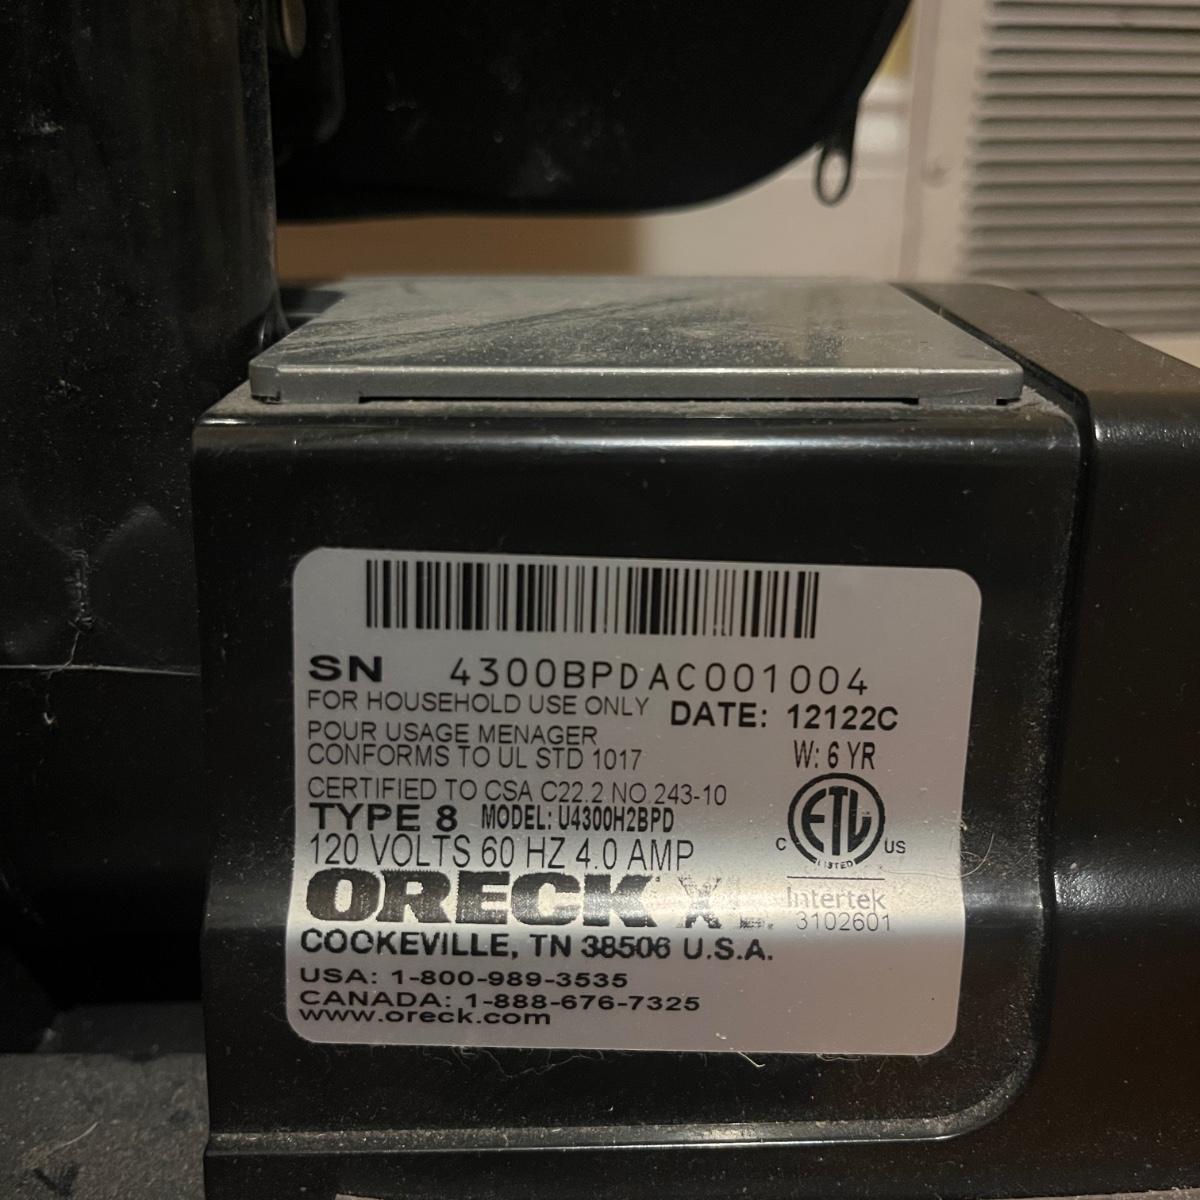 SN 4300BPDAC001004
FOR HOUSEHOLD USE ONLY
DATE: 12122C
POUR USAGE MENAGER
W: 6 YR
CONFORMS TO UL STD 1017
CERTIFIED TO CSA C22.2 NO.243-10
TYPE 8 MODEL: U4300H2BPD
C ETL US
LISTED
120 VOLTS 60 HZ 4.0 AMP
Intertek
3102601
ORECK XL.
COOKEVILLE, TN 38506 U.S.A.
USA: 1-800-989-3535
CANADA: 1-888-676-7325
www.oreck.com